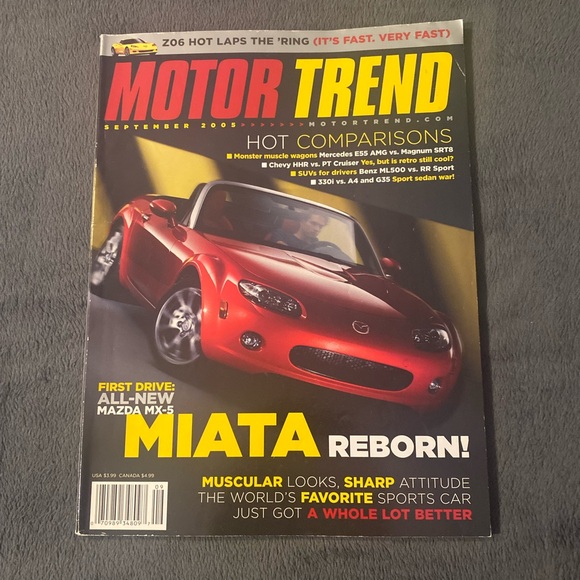 Z06 HOT LAPS THE 'RING (IT'S FAST. VERY FAST)
MOTOR TREND
SEPTEMBER 2005>>>>>>>MOTORTREND.COM
HOT COMPARISONS
■ Monster muscle wagons Mercedes E55 AMG vs. Magnum SRT8
■ Chevy HHR vs. PT Cruiser Yes, but is retro still cool?
■ SUVs for drivers Benz ML500 vs. RR Sport
■ 330i vs. A4 and G35 Sport sedan war!
FIRST DRIVE:
ALL-NEW
MAZDA MX-5
MIATA REBORN!
USA $3.99 CANADA $4.99
MUSCULAR LOOKS, SHARP ATTITUDE
THE WORLD'S FAVORITE SPORTS CAR
JUST GOT A WHOLE LOT BETTER
09
70989 34809